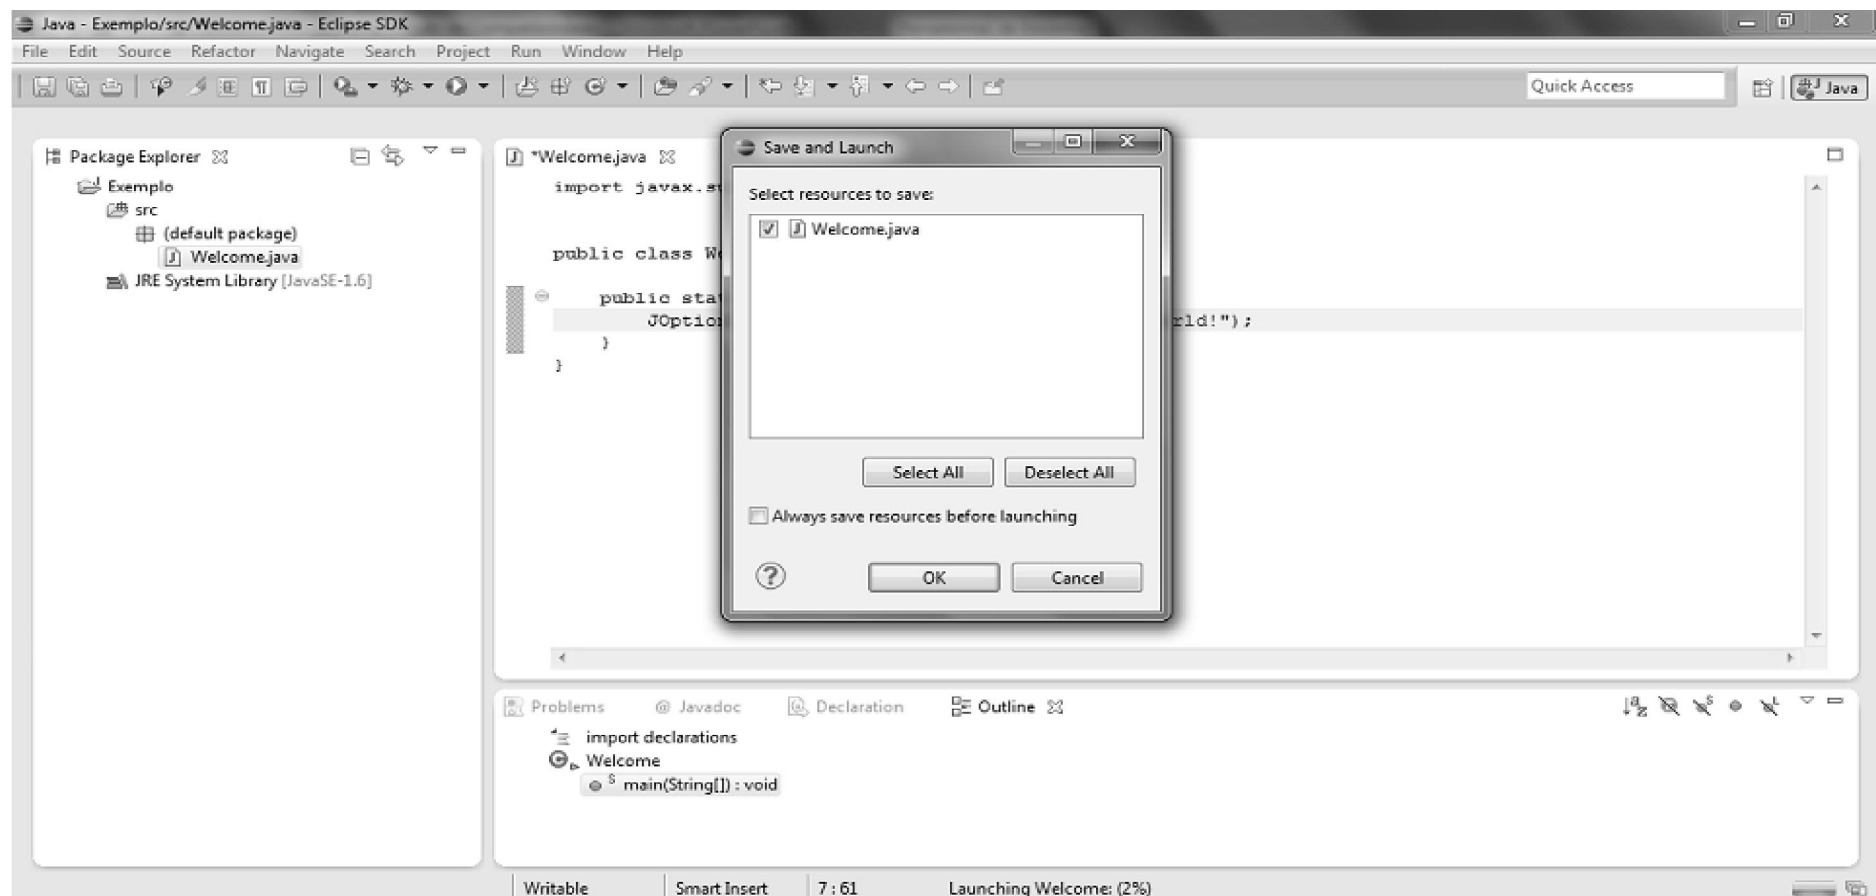 Java - Exemplo/src/Welcome.java - Eclipse SDK
File Edit Source Refactor Navigate Search Project Run Window Help
Quick Access
Java
Package Explorer
Exemplo
src
(default package)
Welcome.java
JRE System Library [JavaSE-1.6]
*Welcome.java
import javax.s
public class W
public sta
JOption
rld!");
}
}
Save and Launch
Select resources to save:
Welcome.java
Select All Deselect All
Always save resources before launching
OK Cancel
Problems @ Javadoc Declaration Outline
import declarations
Welcome
main(String[]) : void
Writable Smart Insert 7 : 61 Launching Welcome: (2%)